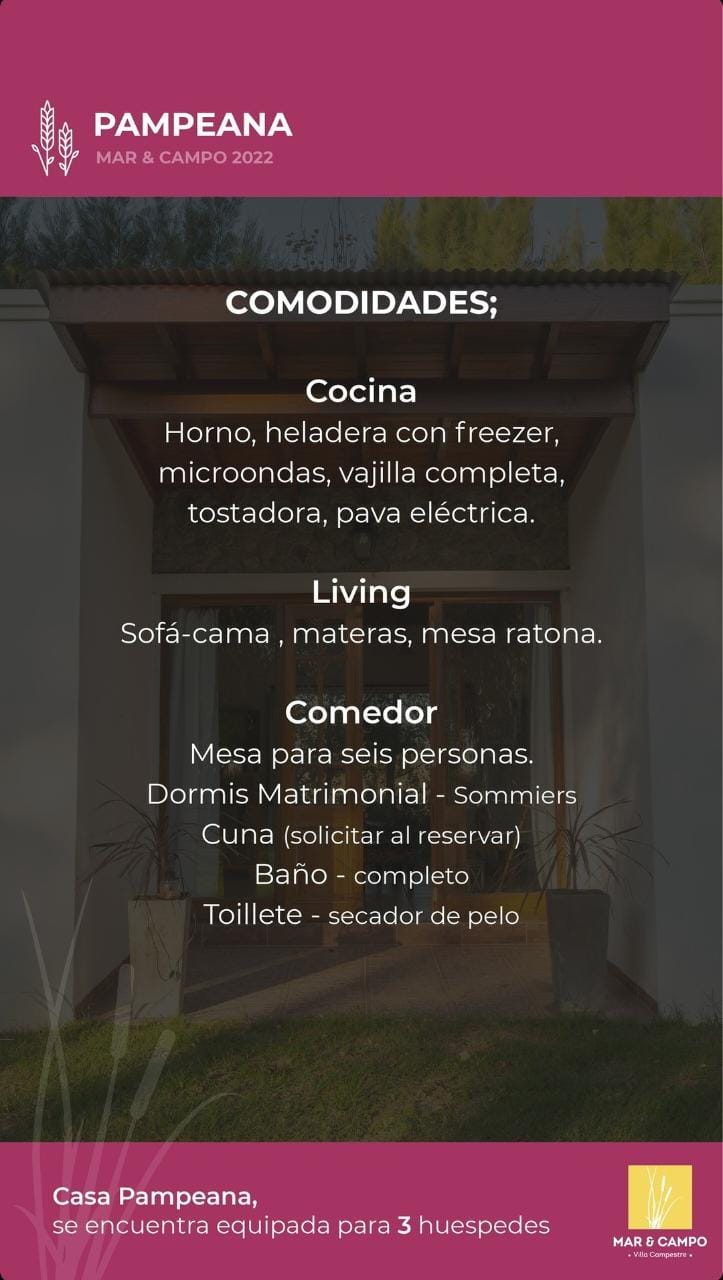 PAMPEANA
MAR & CAMPO 2022
COMODIDADES;
Cocina
Horno, heladera con freezer,
microondas, vajilla completa,
tostadora, pava eléctrica.
Living
Sofá-cama , materas, mesa ratona.
Comedor
Mesa para seis personas.
Dormis Matrimonial - Sommiers
Cuna (solicitar al reservar)
Baño - completo
Toillete - secador de pelo
Casa Pampeana,
se encuentra equipada para 3 huespedes
MAR & CAMPO
• Villa Campestre •